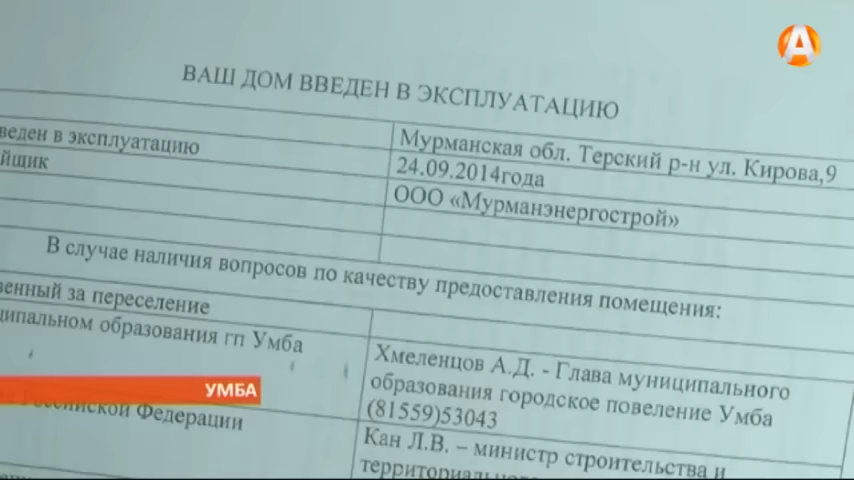 А
ВАШ ДОМ ВВЕДЕН В ЭКСПЛУАТАЦИЮ
веден в эксплуатацию
Мурманская обл. Терский р-н ул. Кирова,9
24.09.2014года
йщик
ООО «Мурманэнергострой»
В случае наличия вопросов по качеству предоставления помещения:
венный за переселение
ципальном образования гп Умба
Хмеленцов А.Д. - Глава муниципального
образования городское повеление Умба
(81559)53043
УМБА
Российской Федерации
Кан Л.В. – министр строительства и
территориального